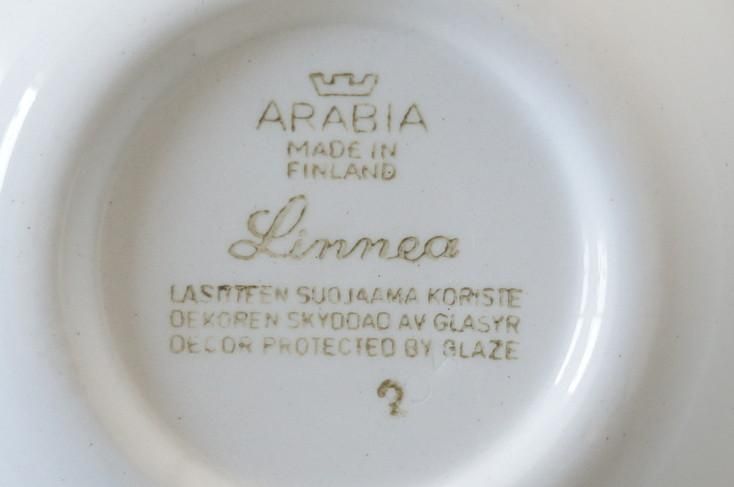 ARABIA
MADE IN
FINLAND
Linnea
LASITTEEN SUOJAAMA KORISTE
DEKOREN SKYDDAD AV GLASYR
DECOR PROTECTED BY GLAZE